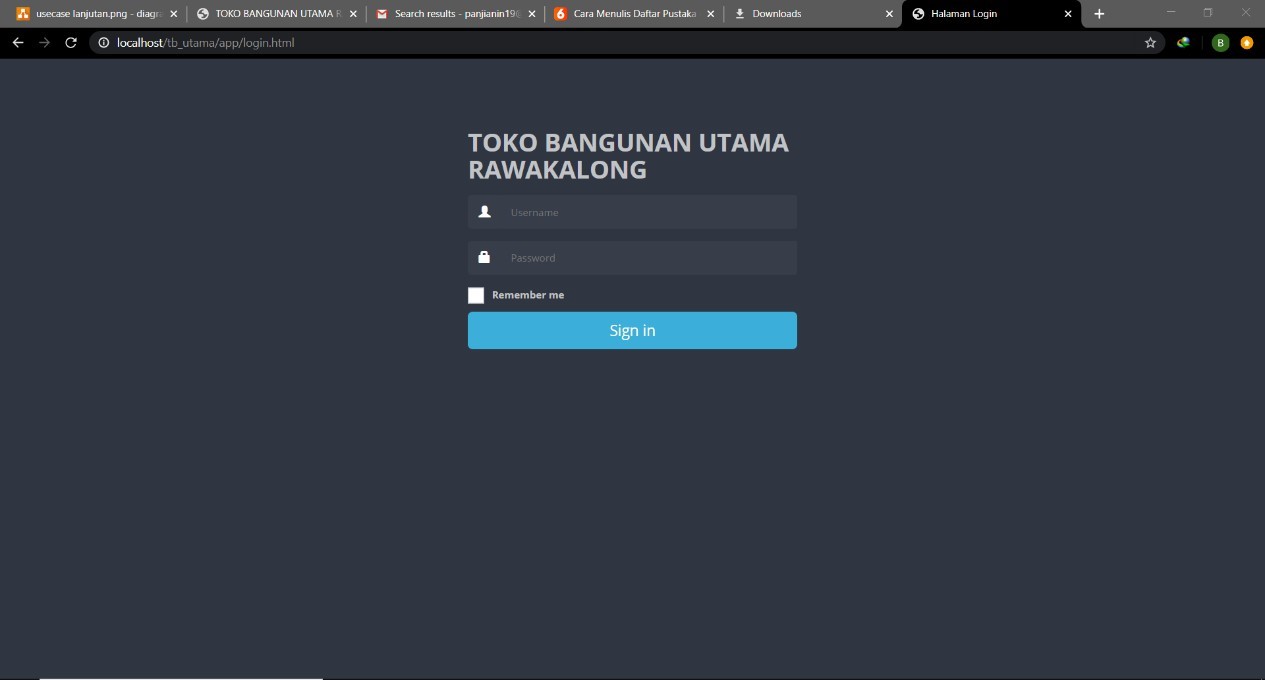 usecase lanjutan.png - diagra
TOKO BANGUNAN UTAMA R
Search results - panjianin19@
Cara Menulis Daftar Pustaka
Downloads
Halaman Login
localhost/tb_utama/app/login.html
B
TOKO BANGUNAN UTAMA
RAWAKALONG
Username
Password
Remember me
Sign in